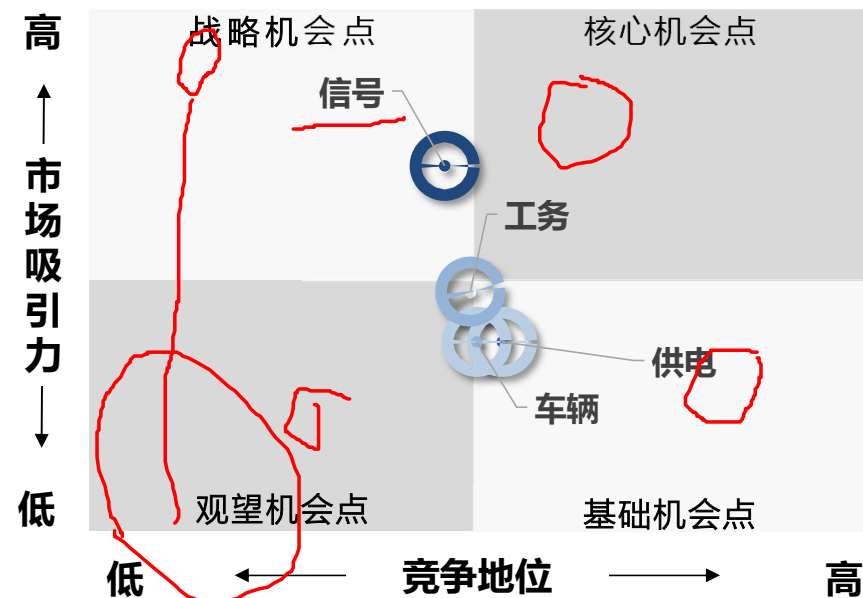 高
战略机会点
核心机会点
信号
市场吸引力
工务
供电
车辆
低
观望机会点
基础机会点
低
竞争地位
高